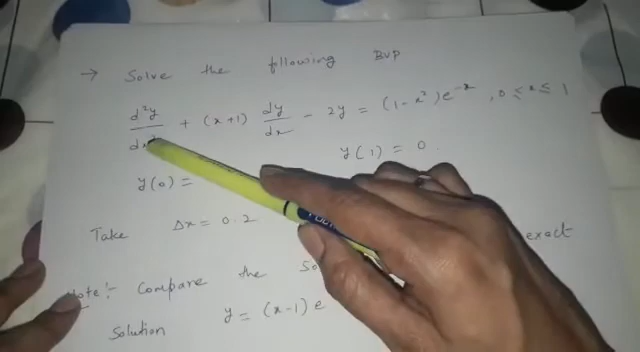 → Solve the following BVP
d²y/dx² + (x+1) dy/dx - 2y = (1-x²)e^-x , 0 ≤ x ≤ 1
y(0) = y(1) = 0.
Take Δx = 0.2
Note:- Compare the exact
Solution y = (x-1) e